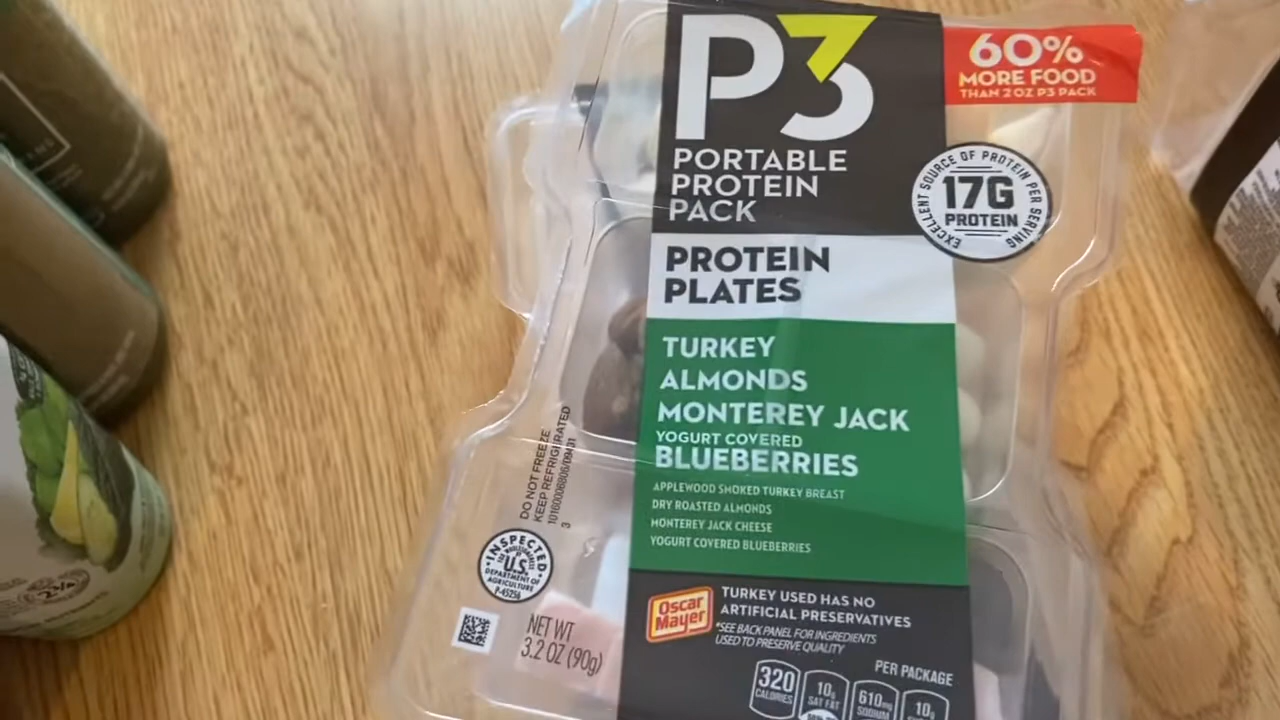 P3
PORTABLE
PROTEIN
PACK
60%
MORE FOOD
THAN 2 OZ P3 PACK
EXCELLENT SOURCE OF PROTEIN PER SERVING
17G
PROTEIN
PROTEIN
PLATES
TURKEY
ALMONDS
MONTEREY JACK
YOGURT COVERED
BLUEBERRIES
APPLEWOOD SMOKED TURKEY BREAST
DRY ROASTED ALMONDS
MONTEREY JACK CHEESE
YOGURT COVERED BLUEBERRIES
DO NOT FREEZE
KEEP REFRIGERATED
3
INSPECTED
U.S.
DEPARTMENT OF
AGRICULTURE
P-45256
NET WT
3.2 OZ (90g)
Oscar
Mayer
TURKEY USED HAS NO
ARTIFICIAL PRESERVATIVES
*SEE BACK PANEL FOR INGREDIENTS
USED TO PRESERVE QUALITY
PER PACKAGE
320
CALORIES
10g
SAT FAT
610mg
SODIUM
10g